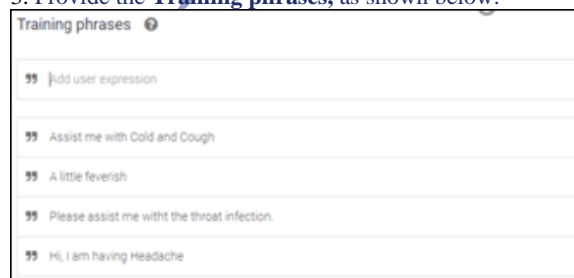 3. Provide the Training phrases, as shown below:
Training phrases
Add user expression
Assist me with Cold and Cough
A little feverish
Please assist me witht the throat infection.
Hi, I am having Headache